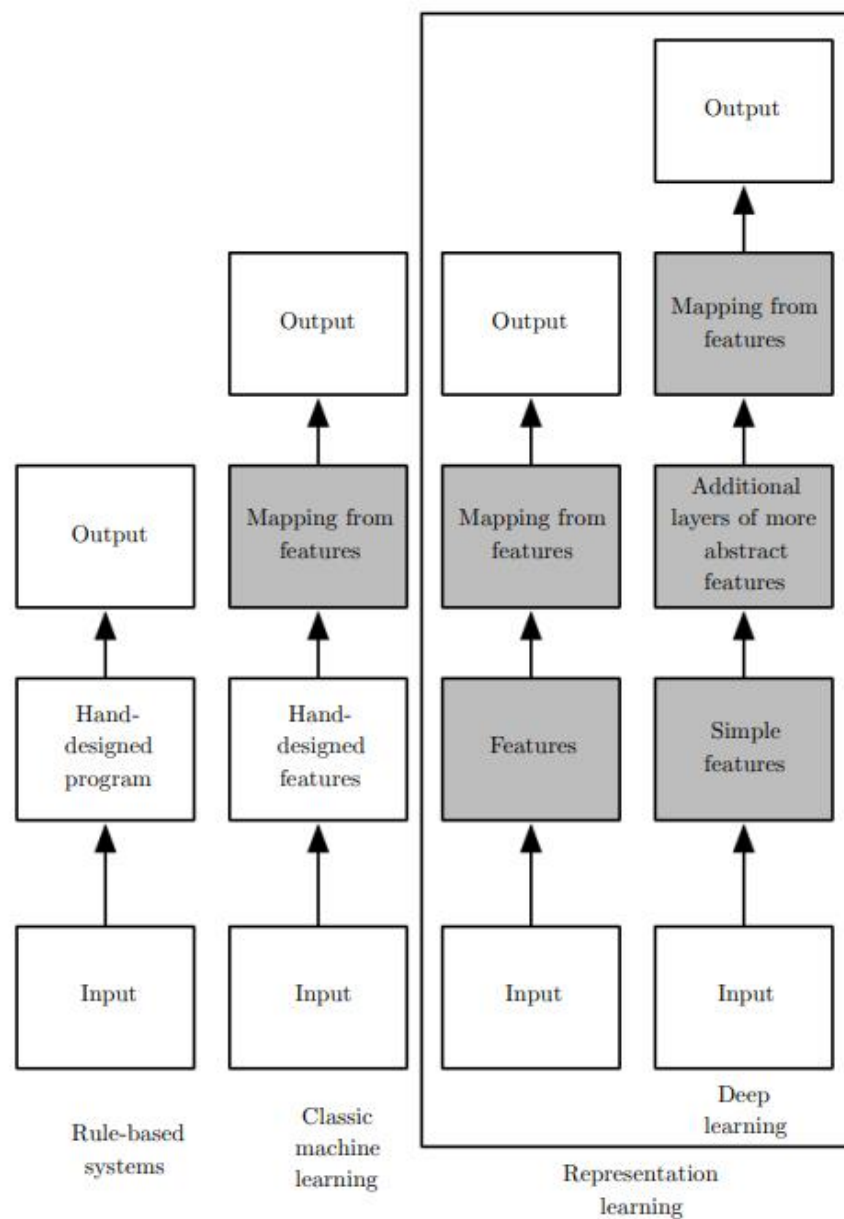 Output
Output
Output
Mapping from
features
Output
Mapping from
features
Mapping from
features
Additional
layers of more
abstract
features
Hand-
designed
program
Hand-
designed
features
Features
Simple
features
Input
Input
Input
Input
Rule-based
systems
Classic
machine
learning
Representation
learning
Deep
learning